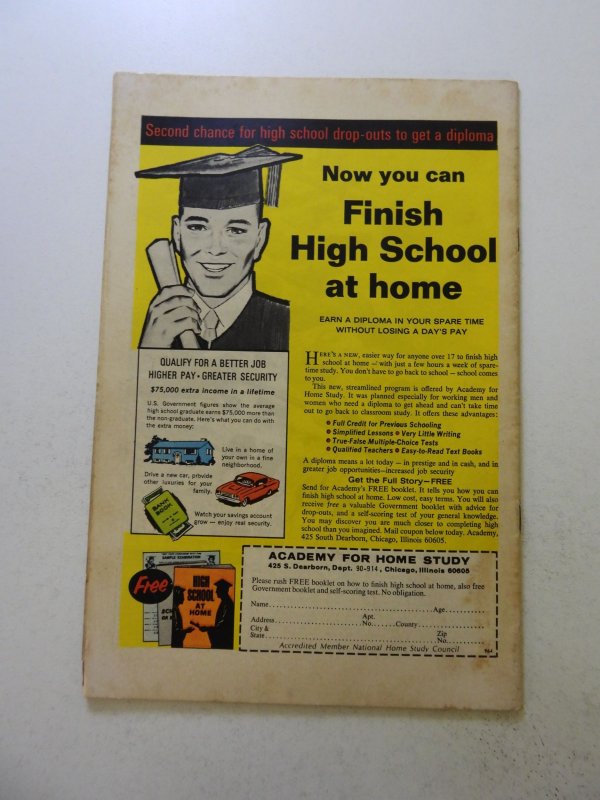 Second chance for high school drop-outs to get a diploma
Now you can
Finish
High School
at home
EARN A DIPLOMA IN YOUR SPARE TIME
WITHOUT LOSING A DAY'S PAY
QUALIFY FOR A BETTER JOB
HIGHER PAY • GREATER SECURITY
$75,000 extra income in a lifetime
U.S. Government figures show the average
high school graduate earns $75,000 more than
the non-graduate. Here's what you can do with
the extra money:
Live in a home of
your own in a fine
neighborhood.
Drive a new car, provide
other luxuries for your
family.
BANK
BOOK
Watch your savings account
grow — enjoy real security.
HERE'S A NEW, easier way for anyone over 17 to finish high
school at home — with just a few hours a week of spare-
time study. You don't have to go back to school — school comes
to you.
This new, streamlined program is offered by Academy for
Home Study. It was planned especially for working men and
women who need a diploma to get ahead and can't take time
out to go back to classroom study. It offers these advantages:
• Full Credit for Previous Schooling
• Simplified Lessons • Very Little Writing
• True-False Multiple-Choice Tests
• Qualified Teachers • Easy-to-Read Text Books
A diploma means a lot today — in prestige and in cash, and in
greater job opportunities—increased job security
Get the Full Story—FREE
Send for Academy's FREE booklet. It tells you how you can
finish high school at home. Low cost, easy terms. You will also
receive free a valuable Government booklet with advice for
drop-outs, and a self-scoring test of your general knowledge.
You may discover you are much closer to completing high
school than you imagined. Mail coupon below today. Academy,
425 South Dearborn, Chicago, Illinois 60605.
Free
SAMPLE EXAMINATION
HIGH
SCHOOL
AT
HOME
ACADEMY FOR HOME STUDY
425 S. Dearborn, Dept. 90-914, Chicago, Illinois 60605
Please rush FREE booklet on how to finish high school at home, also free
Government booklet and self-scoring test. No obligation.
Name Age
Address Apt. No. County
City & State Zip No.
Accredited Member National Home Study Council